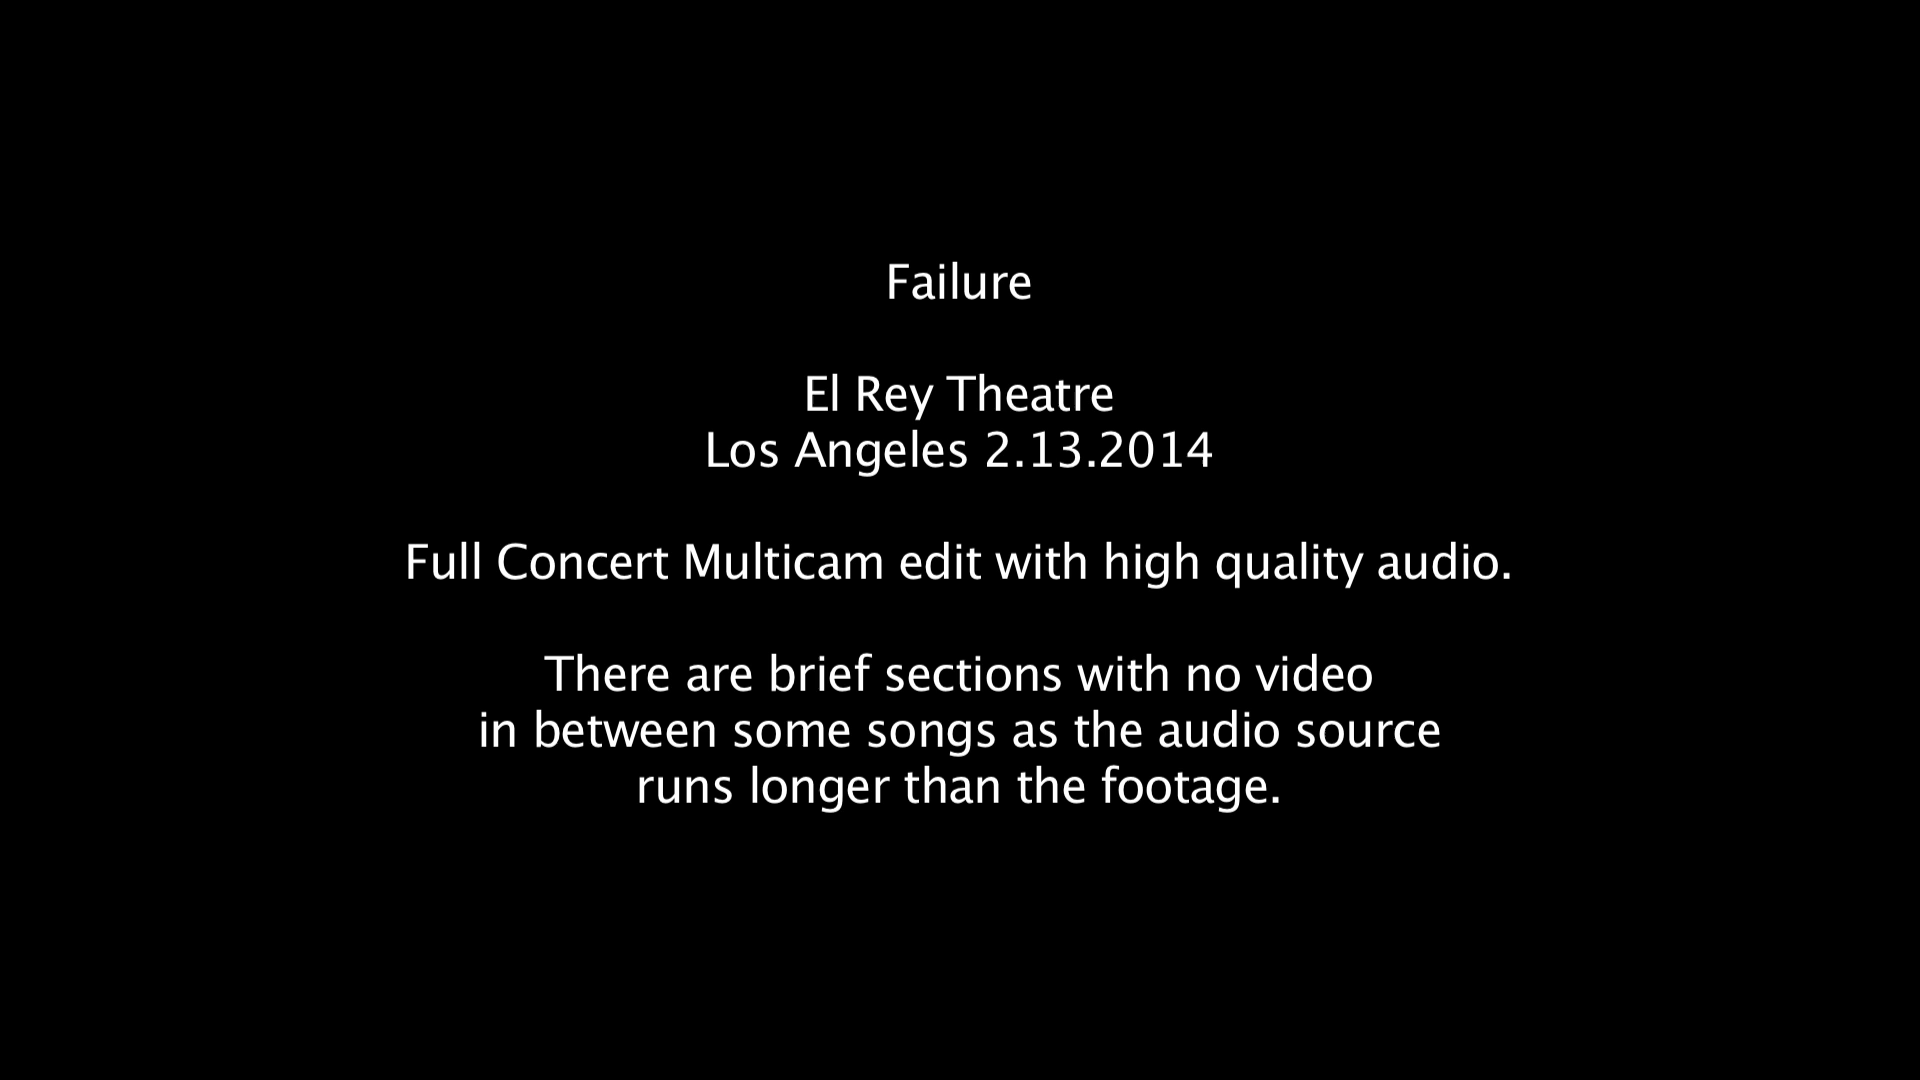 Failure
El Rey Theatre
Los Angeles 2.13.2014
Full Concert Multicam edit with high quality audio.
There are brief sections with no video
in between some songs as the audio source
runs longer than the footage.